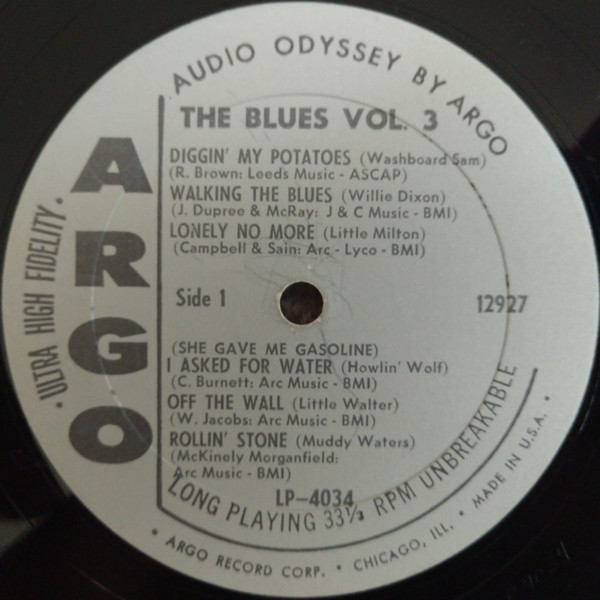 AUDIO ODYSSEY BY ARGO
THE BLUES VOL. 3
DIGGIN' MY POTATOES (Washboard Sam)
(R. Brown: Leeds Music - ASCAP)
WALKING THE BLUES (Willie Dixon)
(J. Dupree & McRay: J & C Music - BMI)
LONELY NO MORE (Little Milton)
(Campbell & Sain: Arc - Lyco - BMI)
ARGO
• ULTRA HIGH FIDELITY •
Side 1
12927
(SHE GAVE ME GASOLINE)
I ASKED FOR WATER (Howlin' Wolf)
(C. Burnett: Arc Music - BMI)
OFF THE WALL (Little Walter)
(W. Jacobs: Arc Music - BMI)
ROLLIN' STONE (Muddy Waters)
(McKinely Morganfield:
Arc Music - BMI)
LP-4034
LONG PLAYING 33⅓ RPM UNBREAKABLE
• ARGO RECORD CORP. • CHICAGO, ILL. • MADE IN U.S.A. •